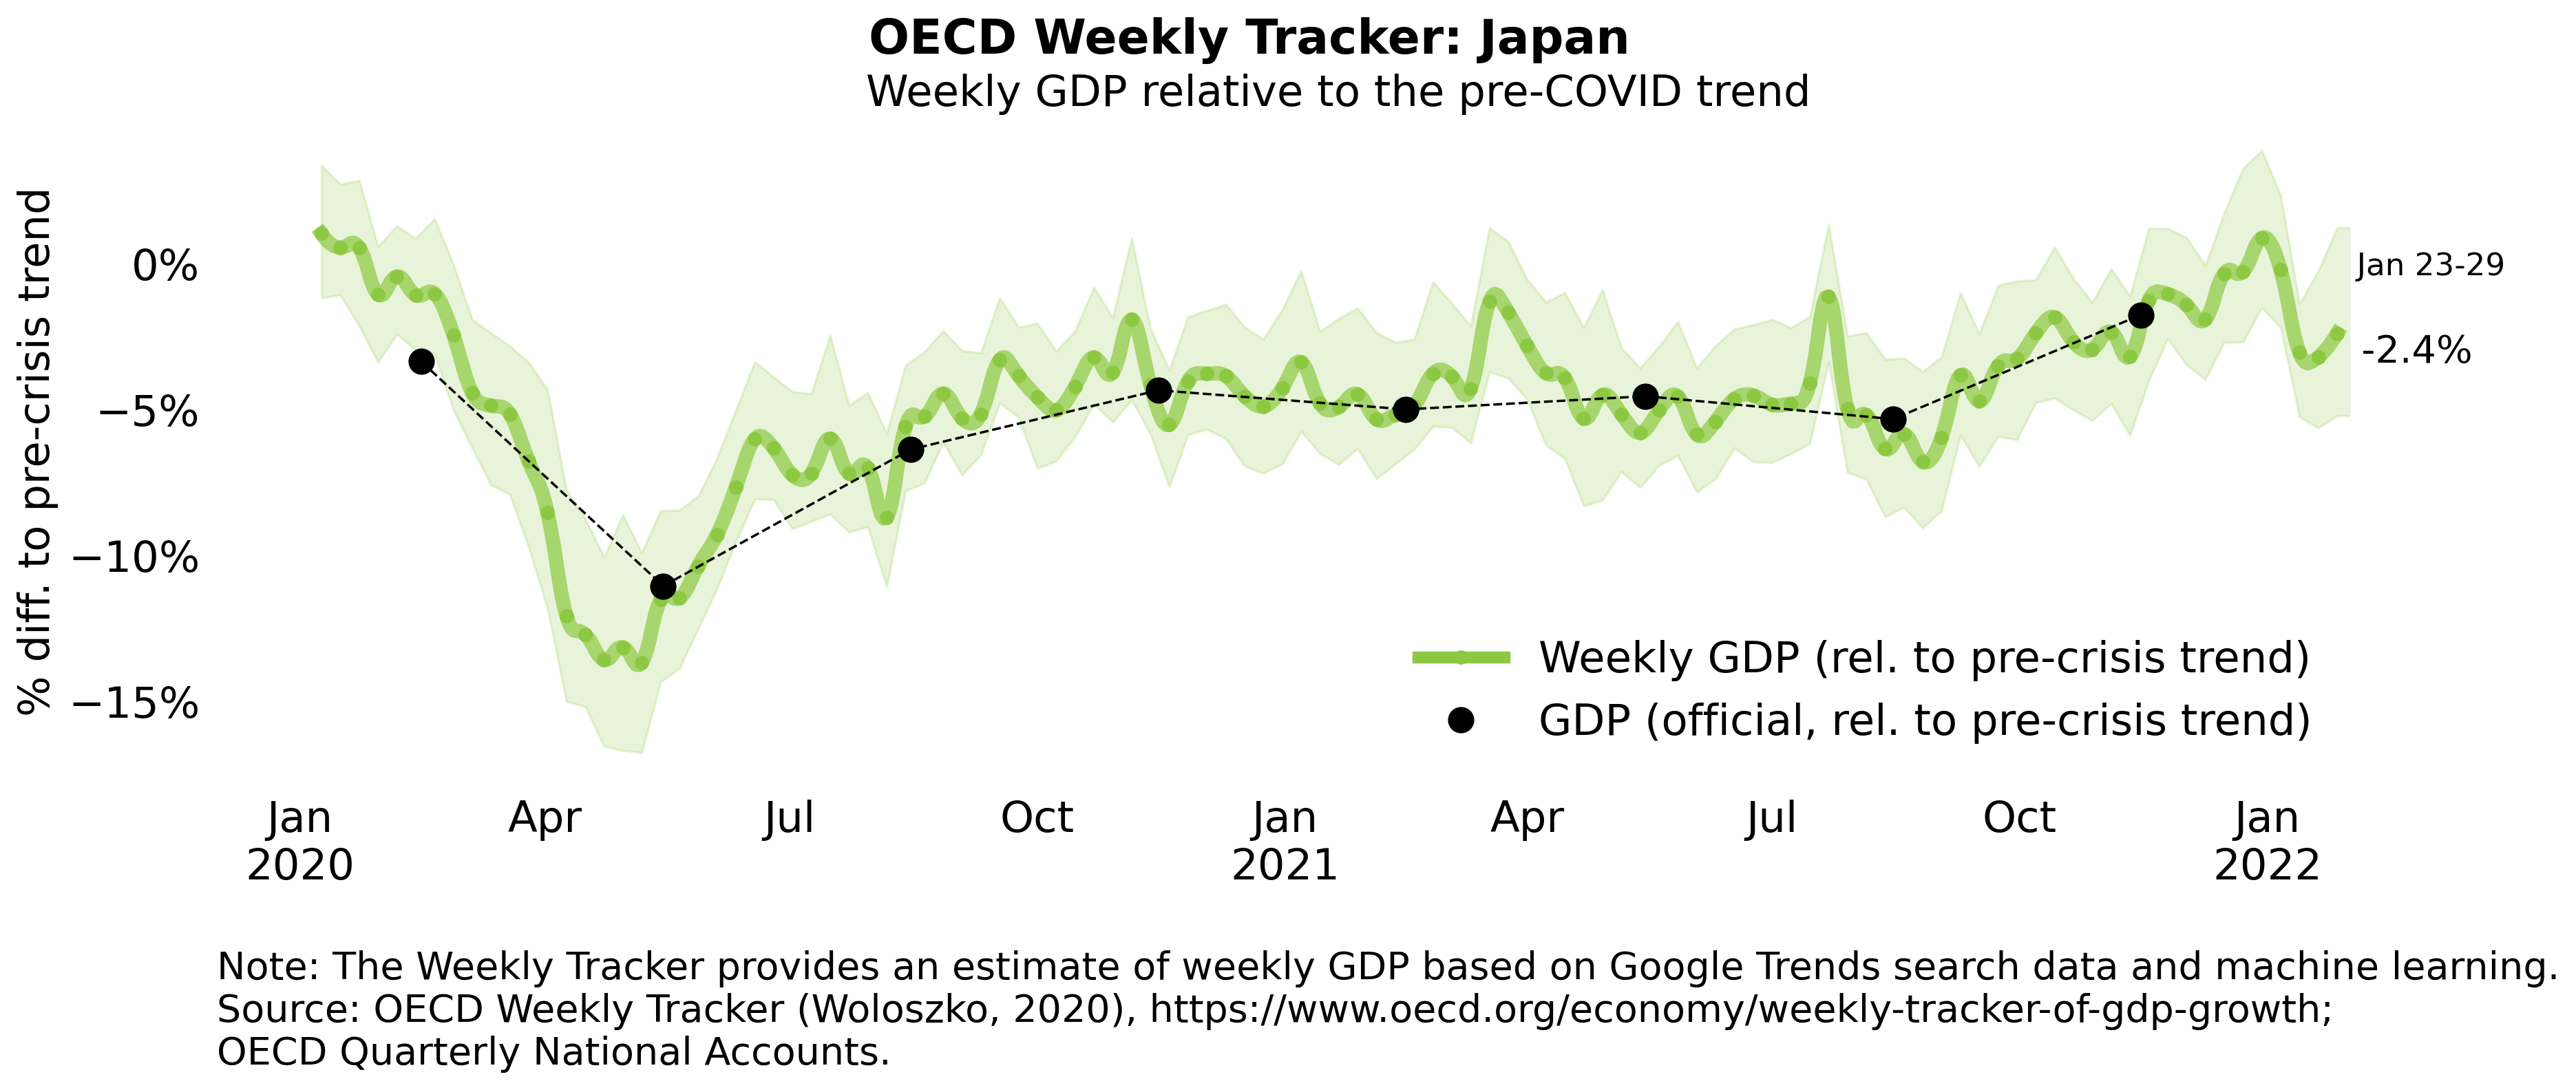 OECD Weekly Tracker: Japan
Weekly GDP relative to the pre-COVID trend
% diff. to pre-crisis trend
0%
−5%
−10%
−15%
Jan 23-29
-2.4%
Weekly GDP (rel. to pre-crisis trend)
GDP (official, rel. to pre-crisis trend)
Jan Apr Jul Oct Jan Apr Jul Oct Jan
2020 2021 2022
Note: The Weekly Tracker provides an estimate of weekly GDP based on Google Trends search data and machine learning.
Source: OECD Weekly Tracker (Woloszko, 2020), https://www.oecd.org/economy/weekly-tracker-of-gdp-growth;
OECD Quarterly National Accounts.